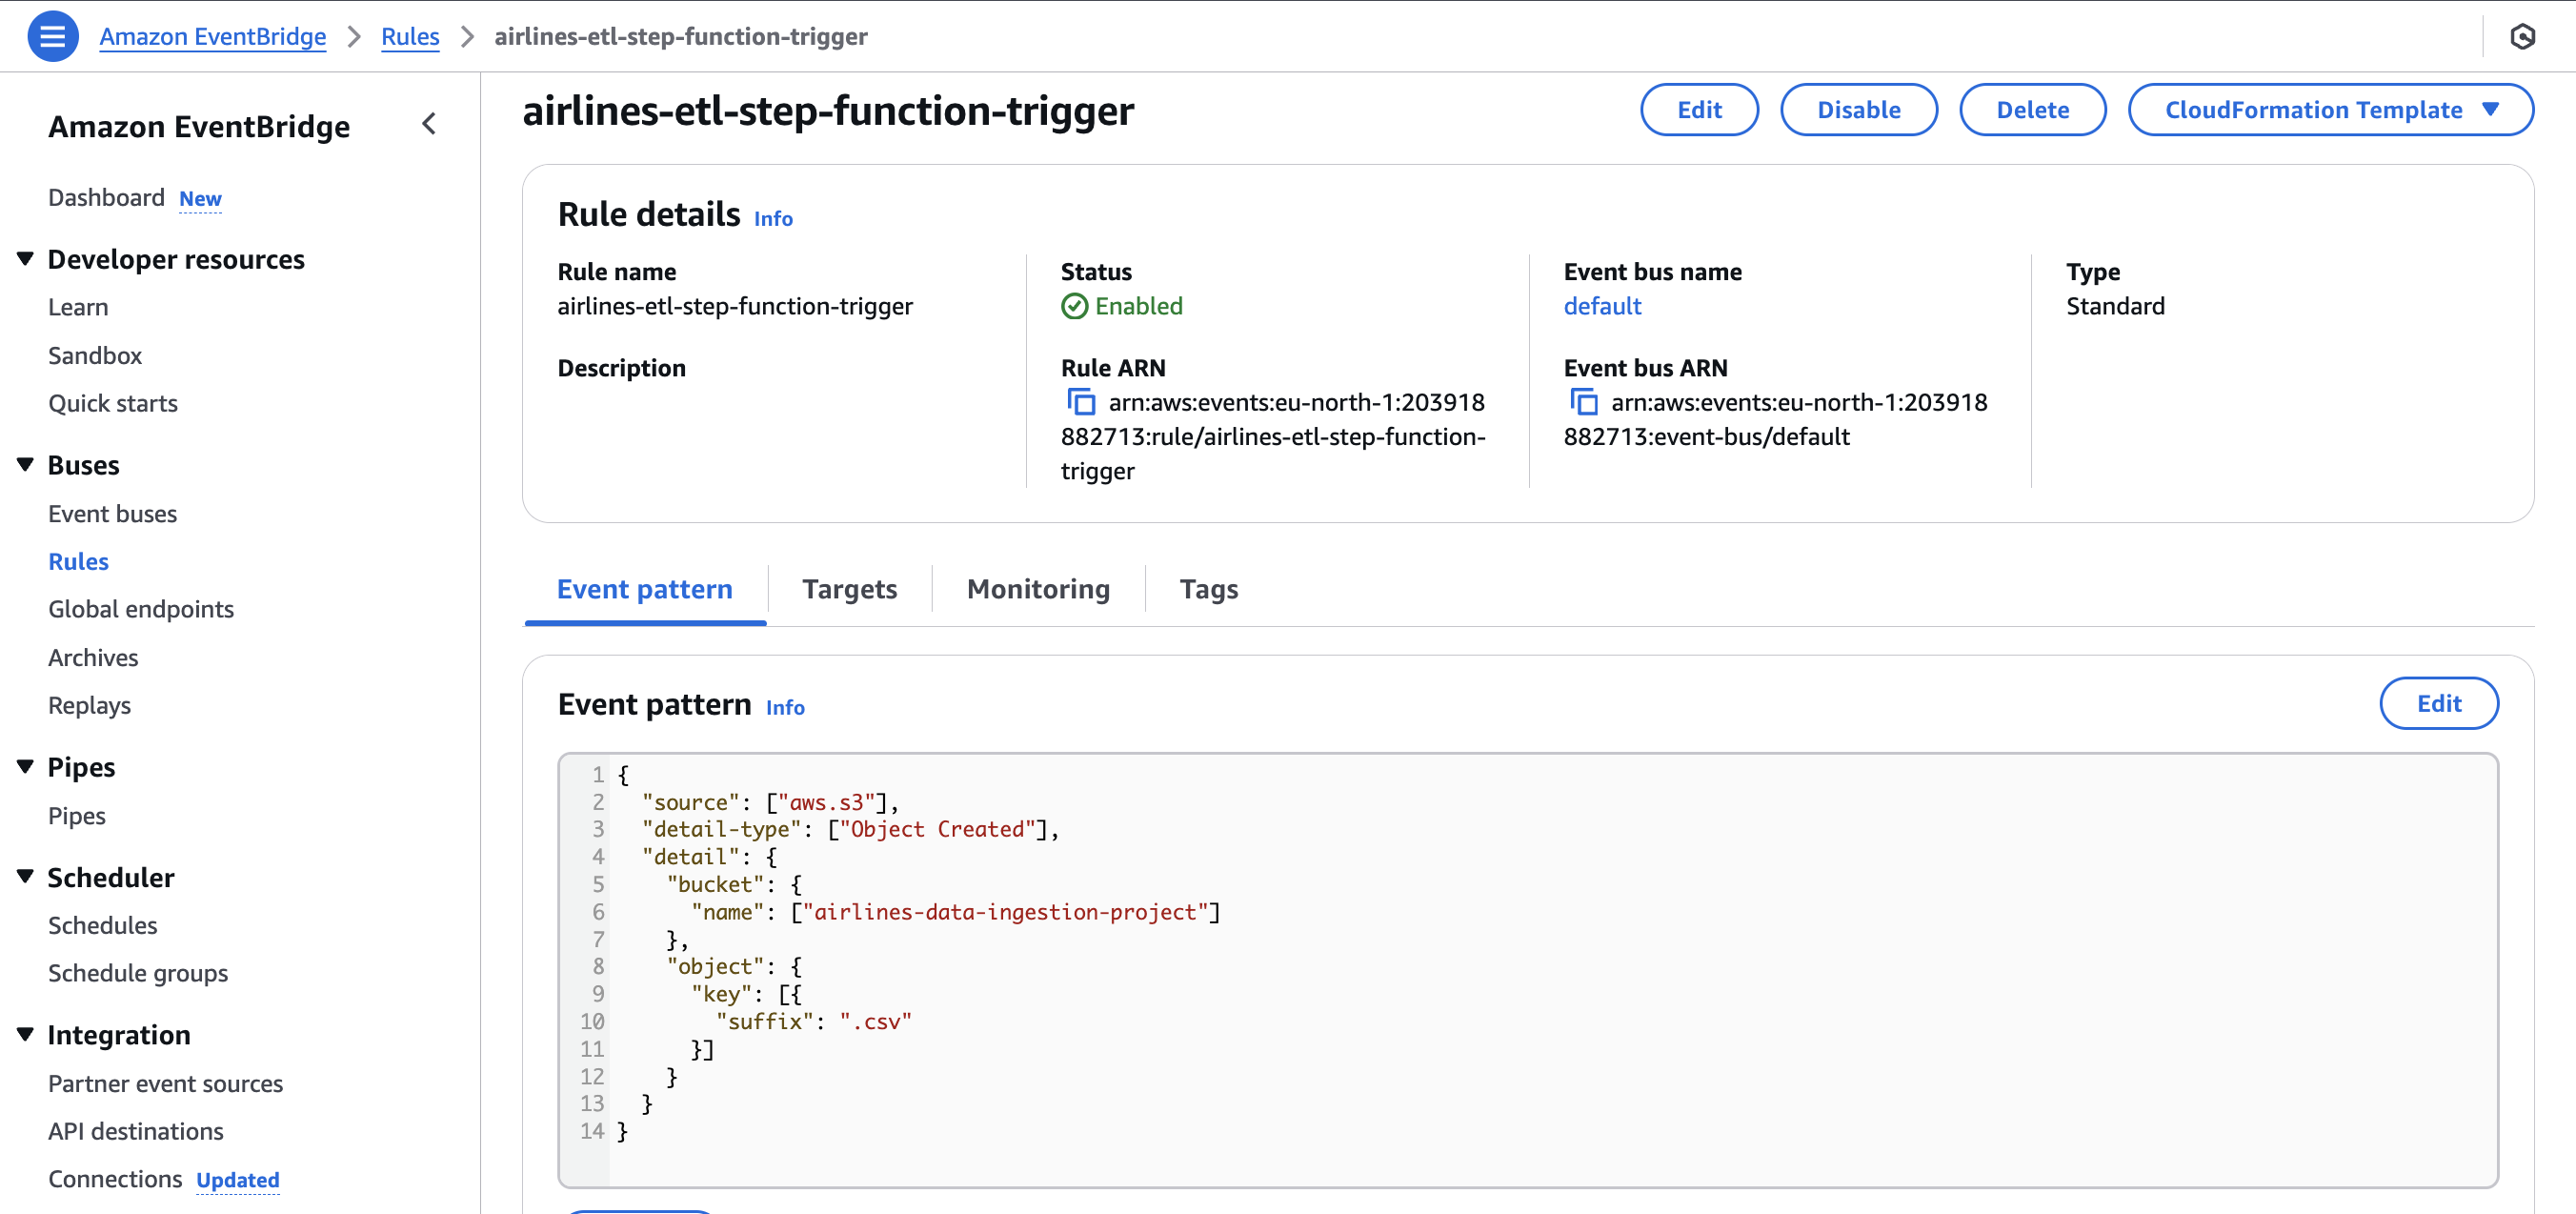 Amazon EventBridge > Rules > airlines-etl-step-function-trigger
Amazon EventBridge
Dashboard New
Developer resources
Learn
Sandbox
Quick starts
Buses
Event buses
Rules
Global endpoints
Archives
Replays
Pipes
Pipes
Scheduler
Schedules
Schedule groups
Integration
Partner event sources
API destinations
Connections Updated
airlines-etl-step-function-trigger
Edit
Disable
Delete
CloudFormation Template
Rule details Info
Rule name
airlines-etl-step-function-trigger
Description
Status
Enabled
Rule ARN
arn:aws:events:eu-north-1:203918
882713:rule/airlines-etl-step-function-
trigger
Event bus name
default
Event bus ARN
arn:aws:events:eu-north-1:203918
882713:event-bus/default
Type
Standard
Event pattern
Targets
Monitoring
Tags
Event pattern Info
Edit
1 {
2   "source": ["aws.s3"],
3   "detail-type": ["Object Created"],
4   "detail": {
5     "bucket": {
6       "name": ["airlines-data-ingestion-project"]
7     },
8     "object": {
9       "key": [{
10         "suffix": ".csv"
11       }]
12     }
13   }
14 }